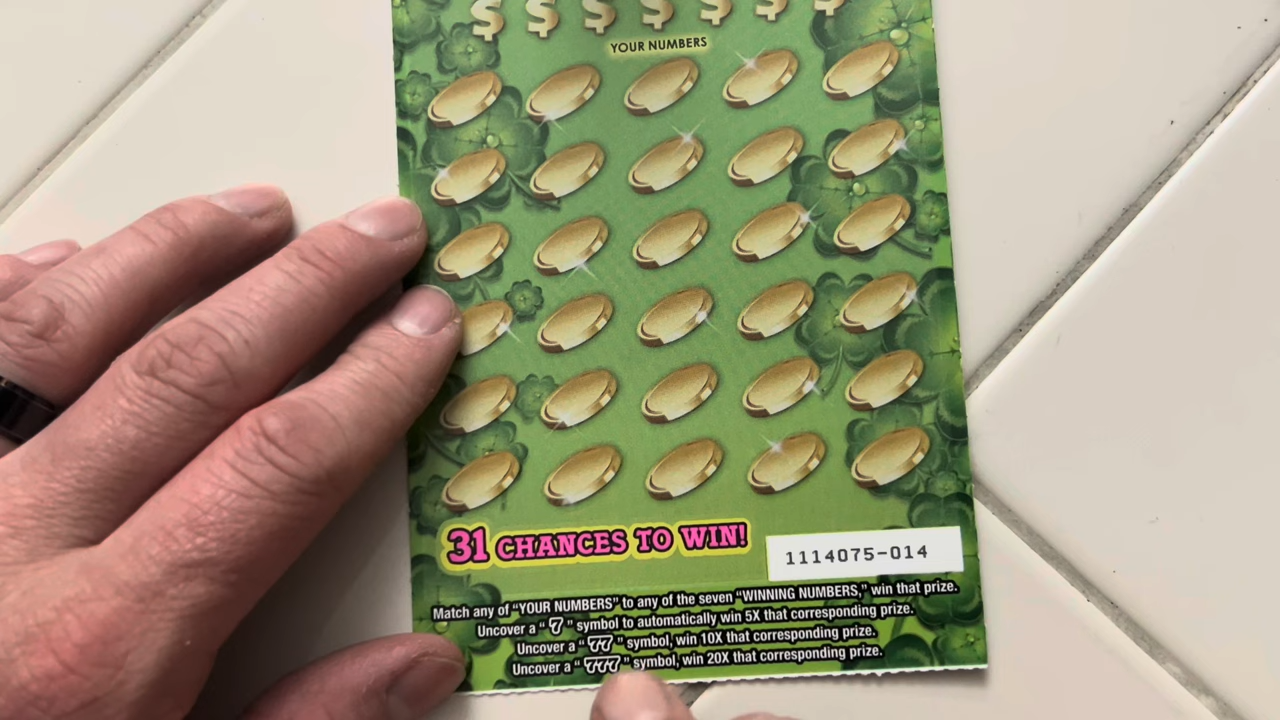 $ $ $ $ $ $ $
YOUR NUMBERS
31 CHANCES TO WIN!
1114075-014
Match any of "YOUR NUMBERS" to any of the seven "WINNING NUMBERS," win that prize.
Uncover a "7" symbol to automatically win 5X that corresponding prize.
Uncover a "77" symbol, win 10X that corresponding prize.
Uncover a "777" symbol, win 20X that corresponding prize.